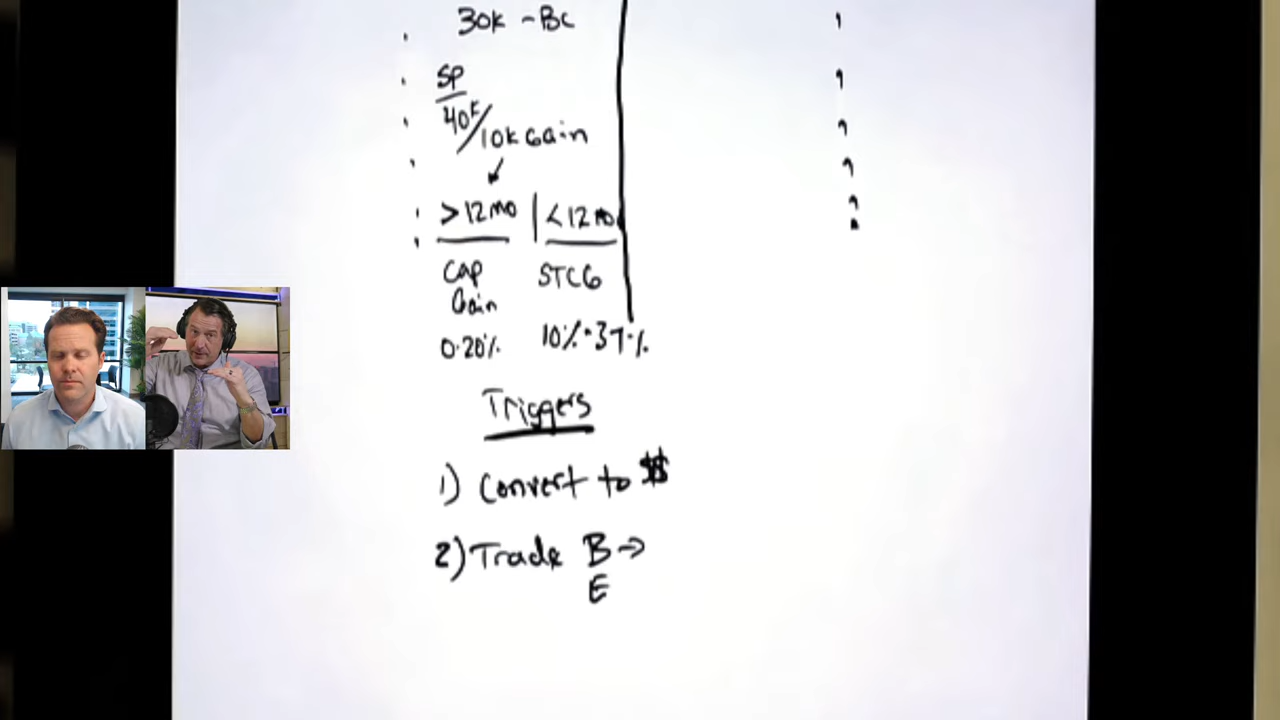 30K - BC
SP
40K/10K Gain
>12MO | <12MO
Cap STCG
Gain
0-20% 10%-37%
Triggers
1) Convert to $$
2) Trade B→
E